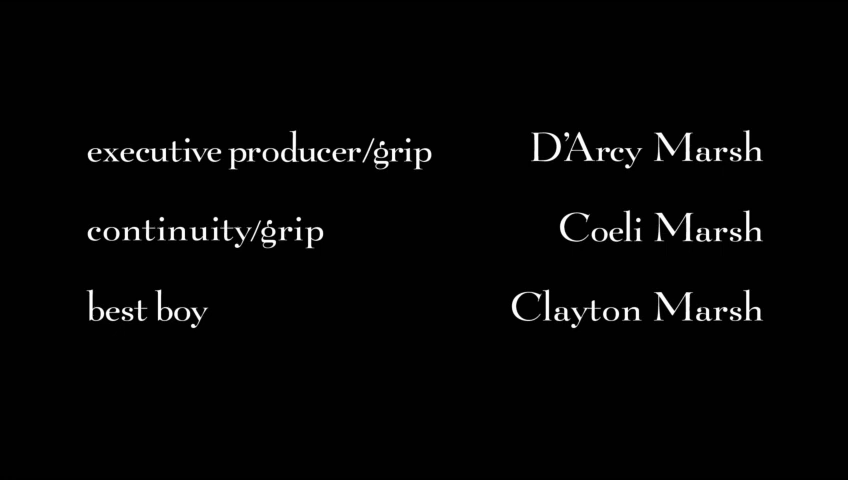 executive producer/grip D'Arcy Marsh
continuity/grip Coeli Marsh
best boy Clayton Marsh